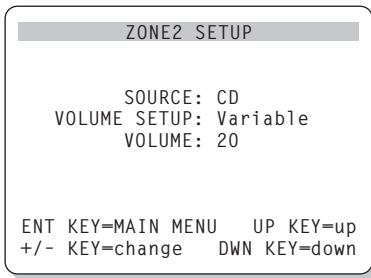 ZONE2 SETUP
SOURCE: CD
VOLUME SETUP: Variable
VOLUME: 20
ENT KEY=MAIN MENU UP KEY=up
+/- KEY=change DWN KEY=down